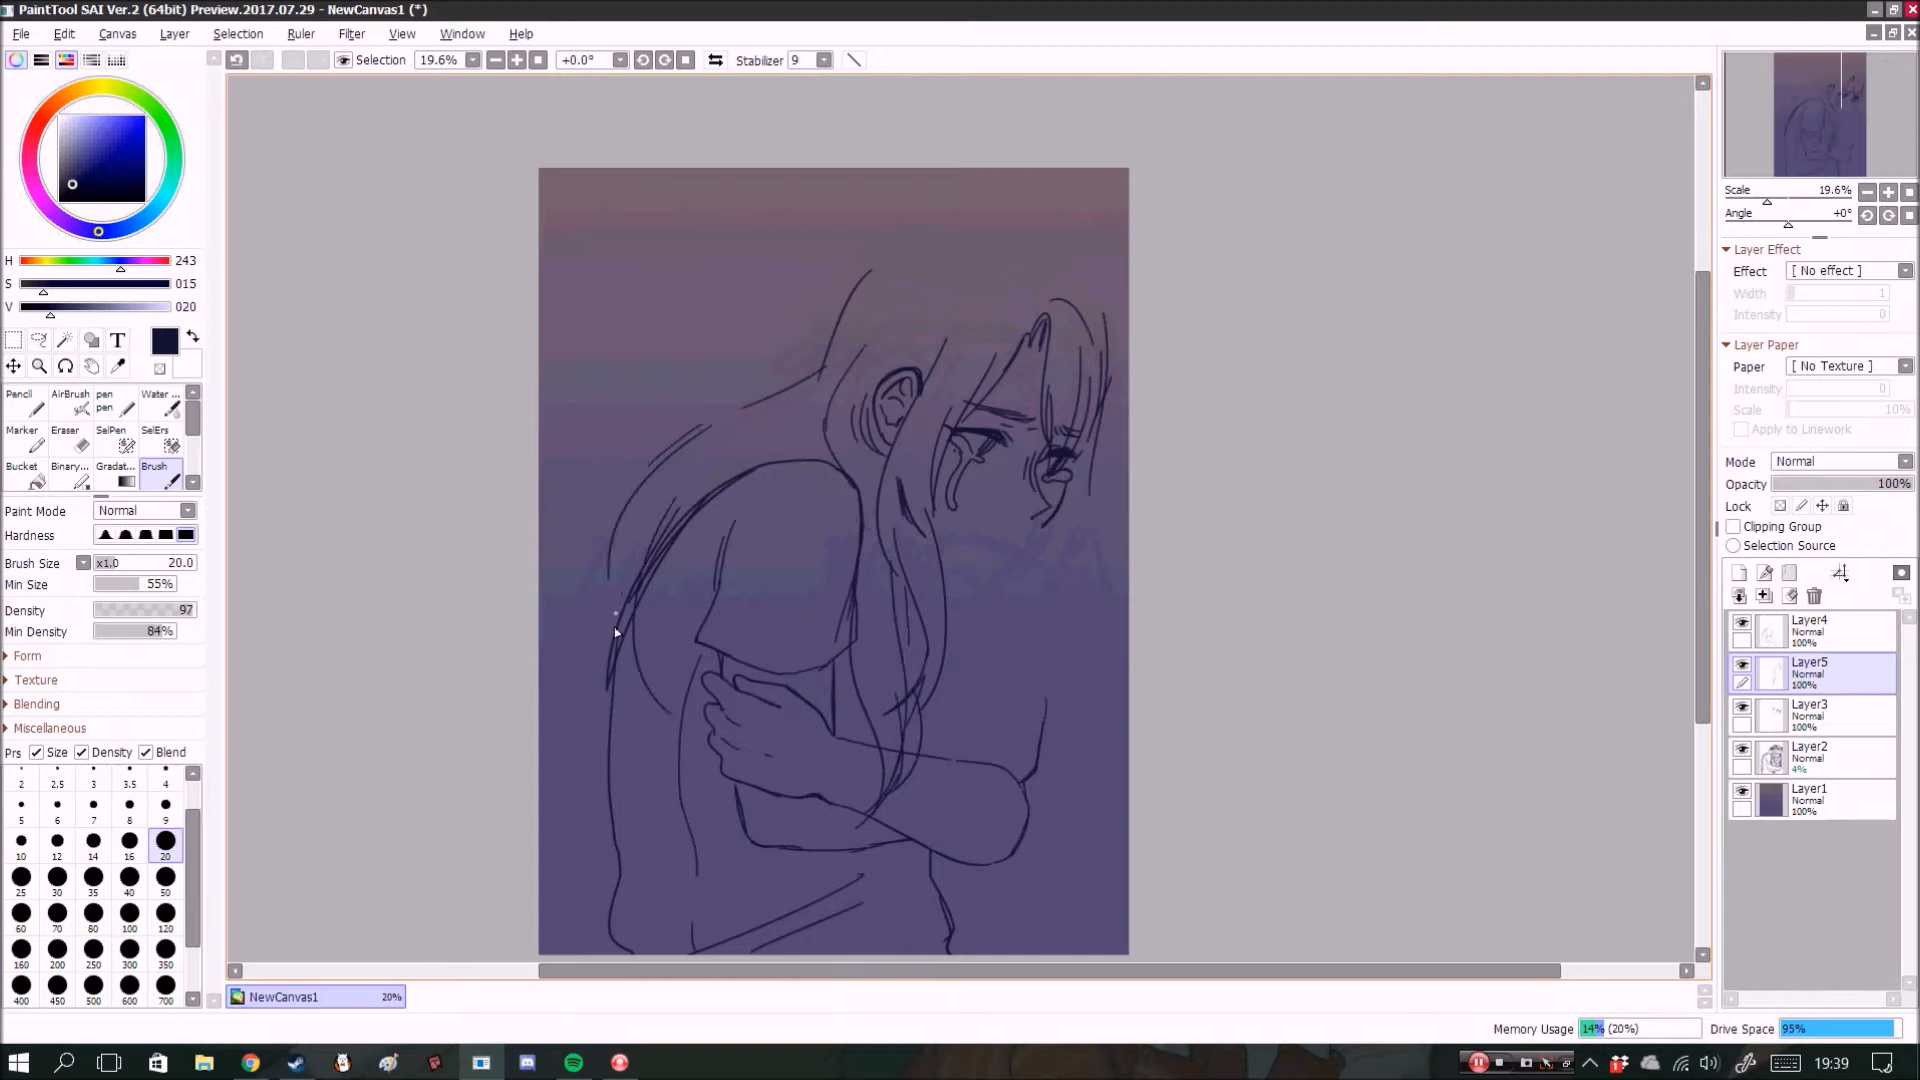 PaintTool SAI Ver.2 (64bit) Preview.2017.07.29 - NewCanvas1 (*)
File Edit Canvas Layer Selection Ruler Filter View Window Help
Selection 19.6% +0.0° Stabilizer 9
H 243
S 015
V 020
T
Pencil AirBrush pen pen Water ...
Marker Eraser SelPen SelErs
Bucket Binary... Gradat... Brush
Paint Mode Normal
Hardness
Brush Size x1.0 20.0
Min Size 55%
Density 97
Min Density 84%
Form
Texture
Blending
Miscellaneous
Prs Size Density Blend
2 2.5 3 3.5 4
5 6 7 8 9
10 12 14 16 20
25 30 35 40 50
60 70 80 100 120
160 200 250 300 350
400 450 500 600 700
Scale 19.6%
Angle +0°
Layer Effect
Effect [ No effect ]
Width 1
Intensity 0
Layer Paper
Paper [ No Texture ]
Intensity 0
Scale 10%
Apply to Linework
Mode Normal
Opacity 100%
Lock
Clipping Group
Selection Source
Layer4
Normal
100%
Layer5
Normal
100%
Layer3
Normal
100%
Layer2
Normal
4%
Layer1
Normal
100%
NewCanvas1 20%
Memory Usage 14% (20%) Drive Space 95%
19:39